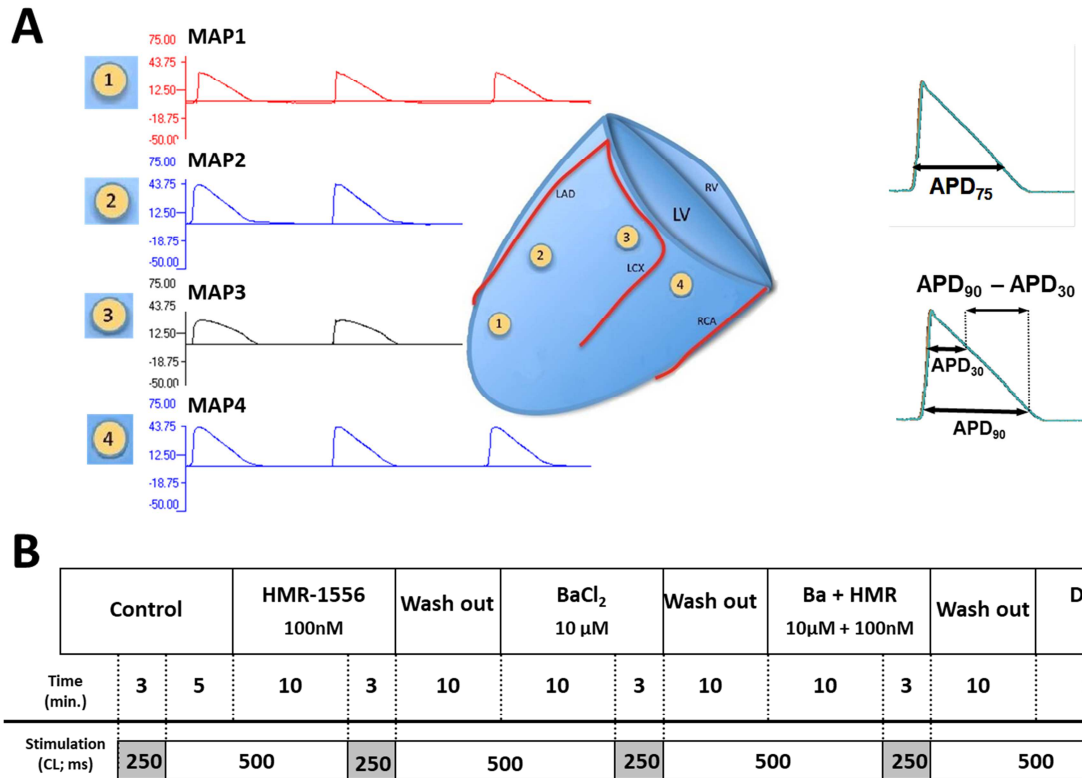 A
MAP1
75.00
43.75
12.50
-18.75
-50.00
1
MAP2
75.00
43.75
12.50
-18.75
-50.00
2
MAP3
75.00
43.75
12.50
-18.75
-50.00
3
MAP4
75.00
43.75
12.50
-18.75
-50.00
4
LAD
RV
LV
3
2
LCX
4
1
RCA
APD75
APD90 – APD30
APD30
APD90
B
Control
HMR-1556
100nM
Wash out
BaCl2
10 µM
Wash out
Ba + HMR
10µM + 100nM
Wash out
D
Time
(min.)
3 5 10 3 10 10 3 10 10 3 10
Stimulation
(CL; ms)
250 500 250 500 250 500 250 500